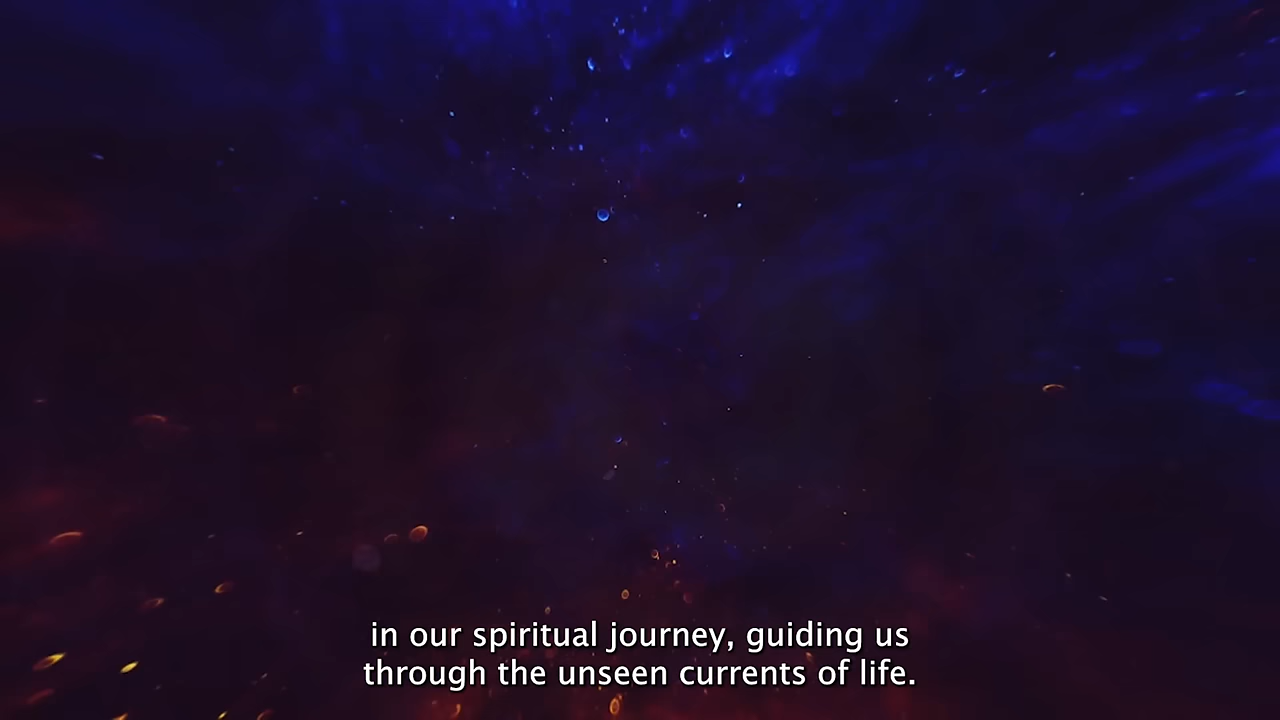 in our spiritual journey, guiding us
through the unseen currents of life.